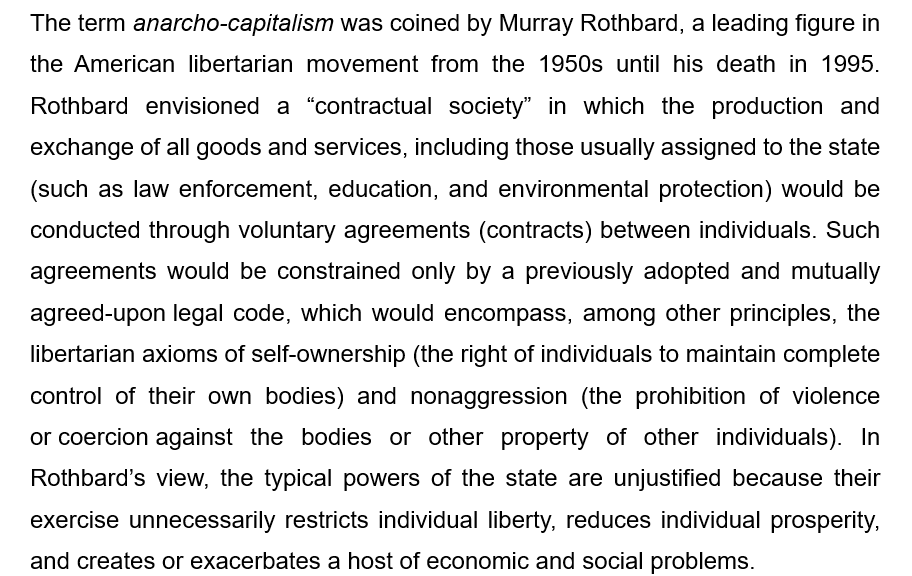 The term anarcho-capitalism was coined by Murray Rothbard, a leading figure in
the American libertarian movement from the 1950s until his death in 1995.
Rothbard envisioned a “contractual society” in which the production and
exchange of all goods and services, including those usually assigned to the state
(such as law enforcement, education, and environmental protection) would be
conducted through voluntary agreements (contracts) between individuals. Such
agreements would be constrained only by a previously adopted and mutually
agreed-upon legal code, which would encompass, among other principles, the
libertarian axioms of self-ownership (the right of individuals to maintain complete
control of their own bodies) and nonaggression (the prohibition of violence
or coercion against the bodies or other property of other individuals). In
Rothbard’s view, the typical powers of the state are unjustified because their
exercise unnecessarily restricts individual liberty, reduces individual prosperity,
and creates or exacerbates a host of economic and social problems.